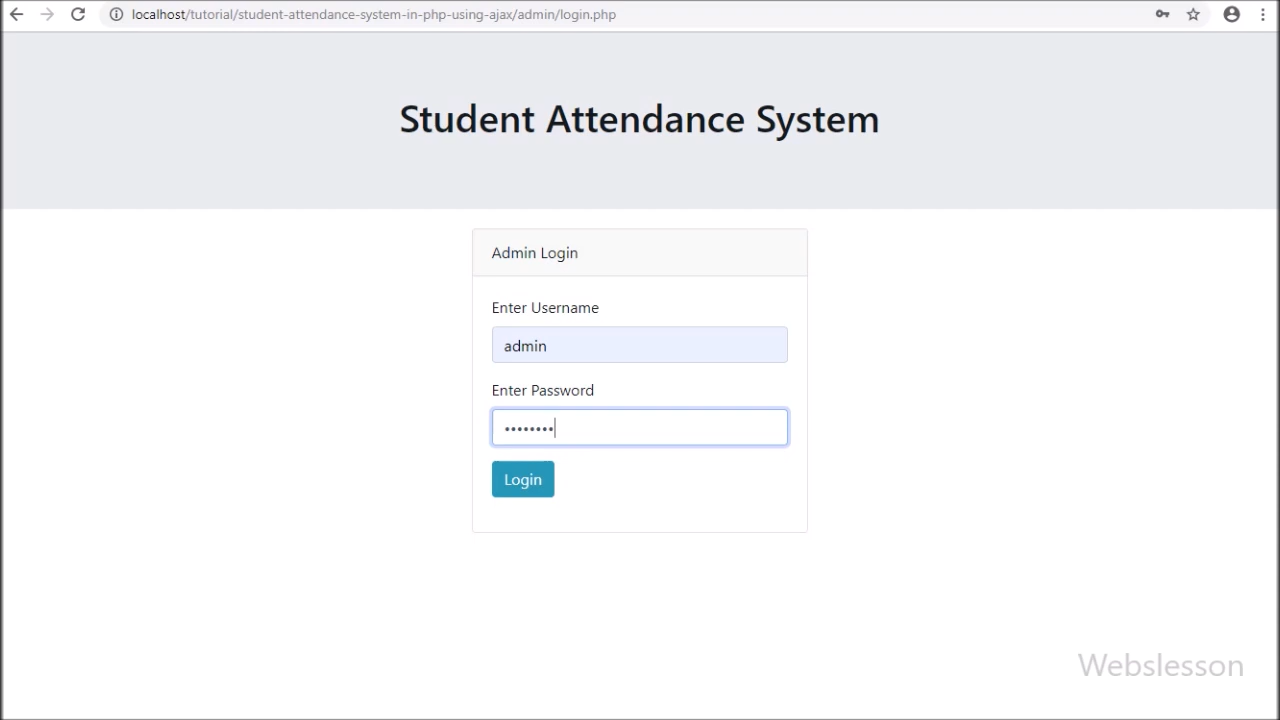 localhost/tutorial/student-attendance-system-in-php-using-ajax/admin/login.php
Student Attendance System
Admin Login
Enter Username
admin
Enter Password
••••••••
Login
Webslesson